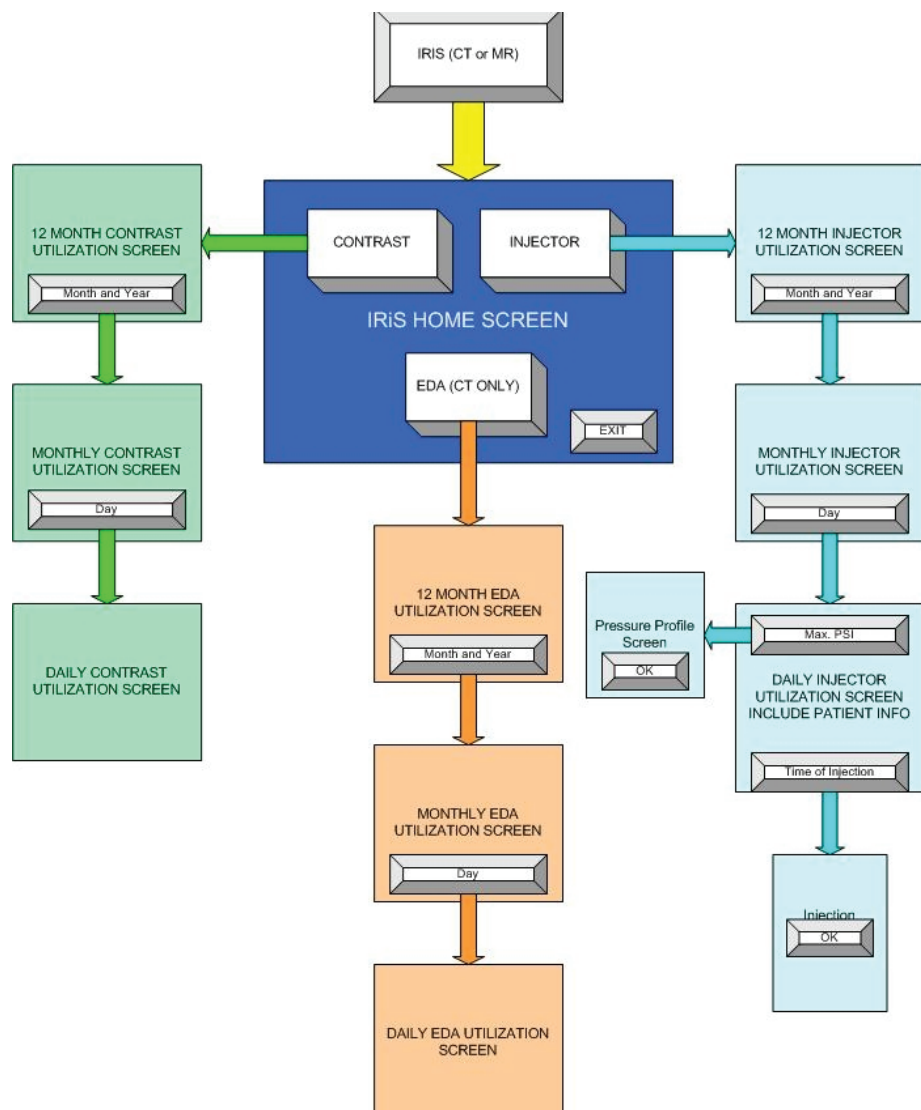 IRIS (CT or MR)
CONTRAST
INJECTOR
IRiS HOME SCREEN
EDA (CT ONLY)
EXIT
12 MONTH CONTRAST
UTILIZATION SCREEN
Month and Year
MONTHLY CONTRAST
UTILIZATION SCREEN
Day
DAILY CONTRAST
UTILIZATION SCREEN
12 MONTH EDA
UTILIZATION SCREEN
Month and Year
MONTHLY EDA
UTILIZATION SCREEN
Day
DAILY EDA UTILIZATION
SCREEN
12 MONTH INJECTOR
UTILIZATION SCREEN
Month and Year
MONTHLY INJECTOR
UTILIZATION SCREEN
Day
Max. PSI
DAILY INJECTOR
UTILIZATION SCREEN
INCLUDE PATIENT INFO
Time of Injection
Pressure Profile
Screen
OK
Injection
OK